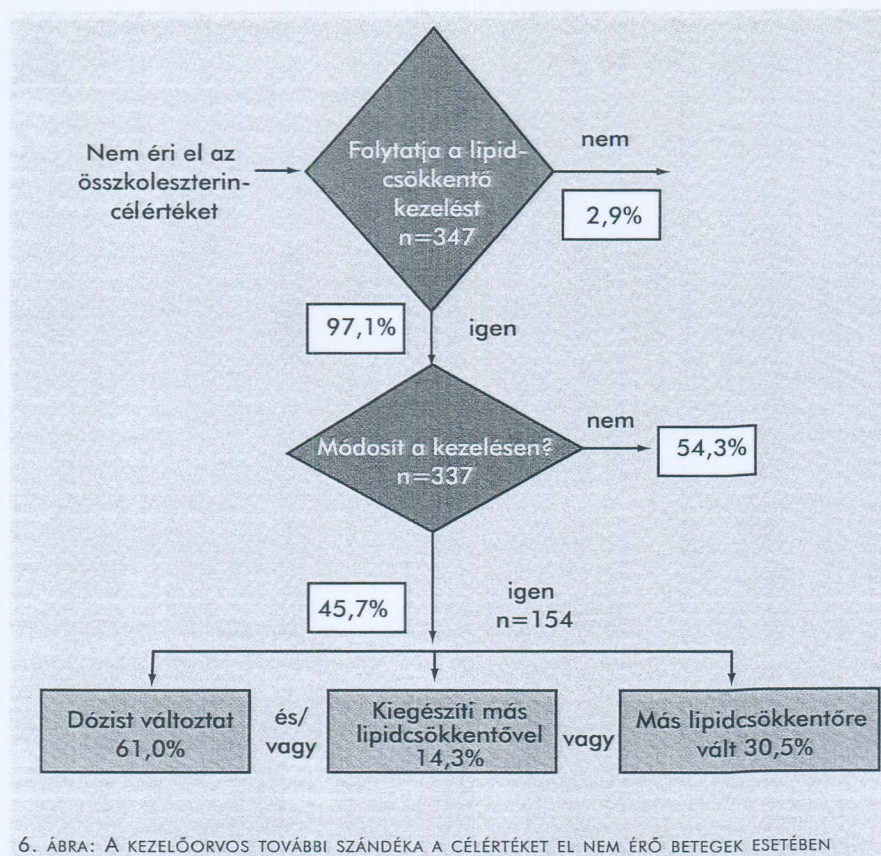 Nem éri el az
összkoleszterin-
célértéket
Folytatja a lipid-
csökkentő
kezelést
n=347
nem
2,9%
97,1%
igen
Módosít a kezelésen?
n=337
nem
54,3%
45,7%
igen
n=154
Dózist változtat
61,0%
és/
vagy
Kiegészíti más
lipidcsökkentővel
14,3%
vagy
Más lipidcsökkentőre
vált 30,5%
6. ÁBRA: A KEZELŐORVOS TOVÁBBI SZÁNDÉKA A CÉLÉRTÉKET EL NEM ÉRŐ BETEGEK ESETÉBEN